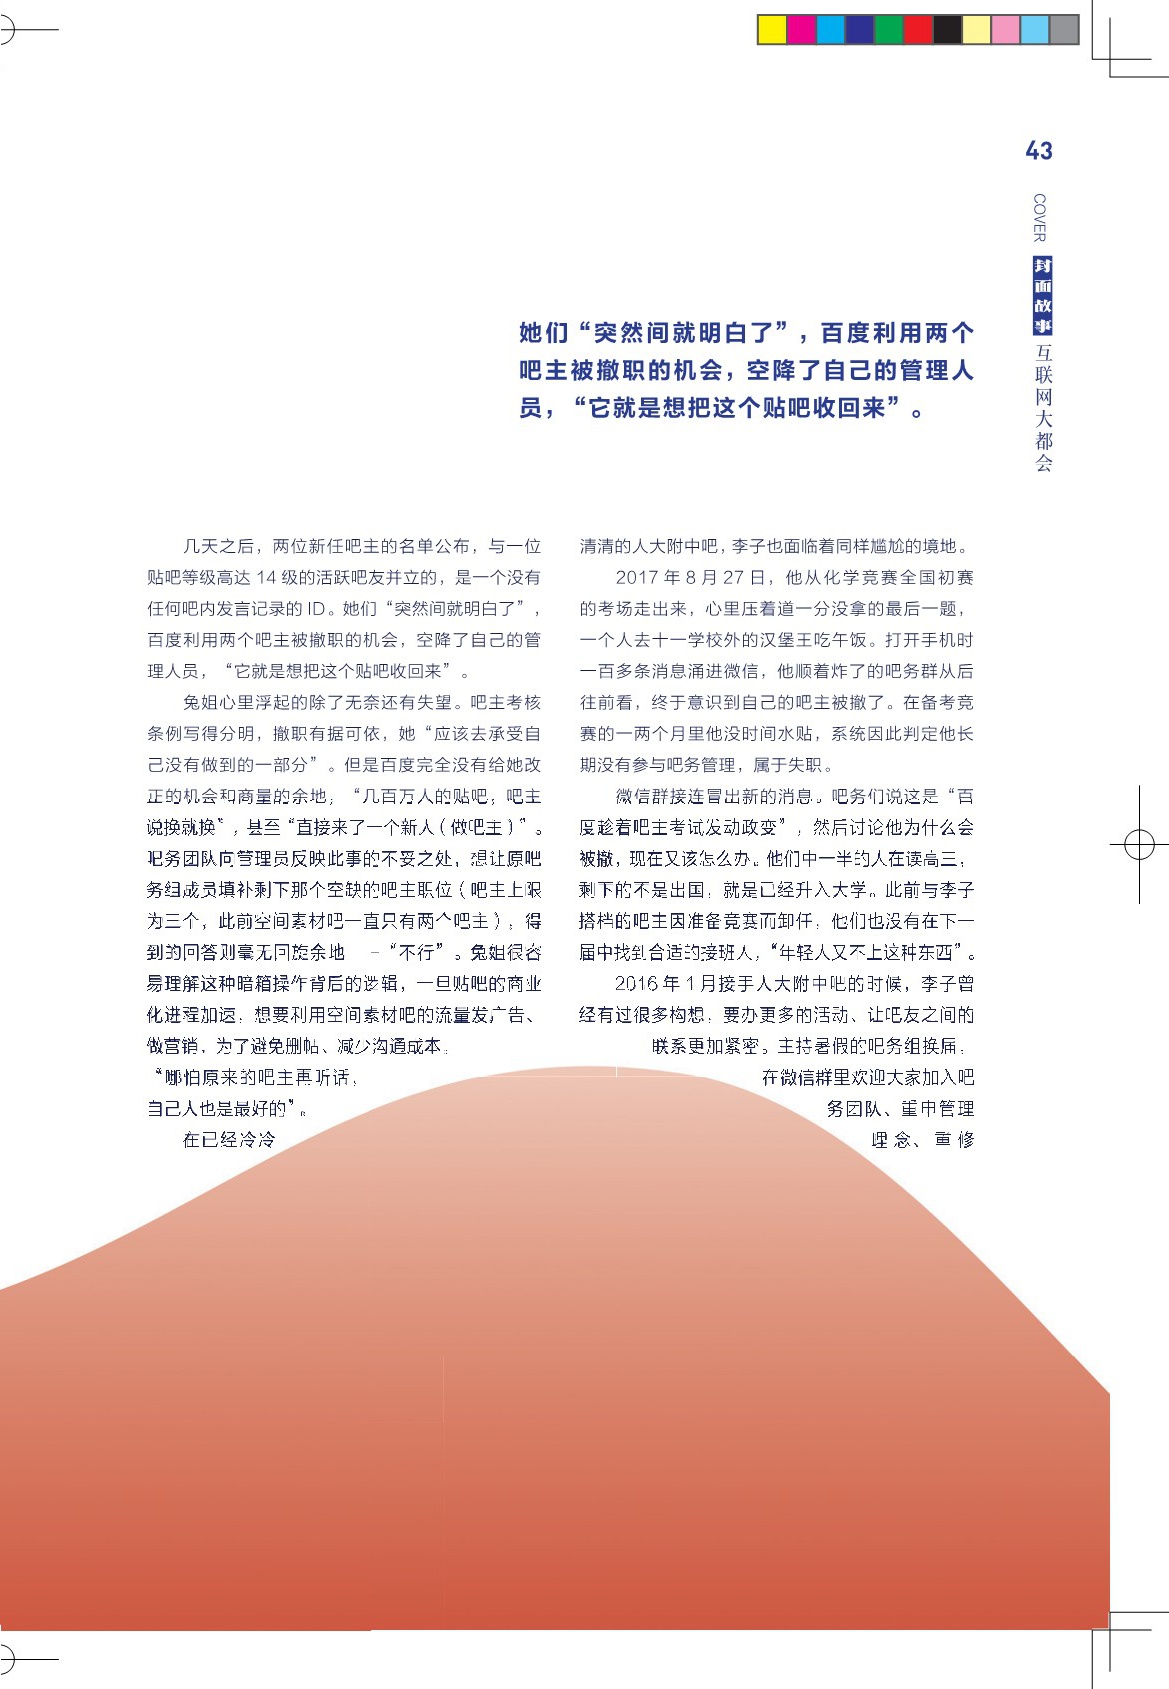 43
COVER
封面故事
互联网大都会
她们“突然间就明白了”，百度利用两个
吧主被撤职的机会，空降了自己的管理人
员，“它就是想把这个贴吧收回来”。
几天之后，两位新任吧主的名单公布，与一位
贴吧等级高达 14 级的活跃吧友并立的，是一个没有
任何吧内发言记录的 ID。她们“突然间就明白了”，
百度利用两个吧主被撤职的机会，空降了自己的管
理人员，“它就是想把这个贴吧收回来”。
兔姐心里浮起的除了无奈还有失望。吧主考核
条例写得分明，撤职有据可依，她“应该去承受自
己没有做到的一部分”。但是百度完全没有给她改
正的机会和商量的余地，“几百万人的贴吧，吧主
说换就换”，甚至“直接来了一个新人（做吧主）”。
吧务团队向管理员反映此事的不妥之处，想让原吧
务组成员填补剩下那个空缺的吧主职位（吧主上限
为三个，此前空间素材吧一直只有两个吧主），得
到的回答则毫无回旋余地——“不行”。兔姐很容
易理解这种暗箱操作背后的逻辑，一旦贴吧的商业
化进程加速，想要利用空间素材吧的流量发广告、
做营销，为了避免删帖、减少沟通成本，
“哪怕原来的吧主再听话，
自己人也是最好的”。
在已经冷冷
清清的人大附中吧，李子也面临着同样尴尬的境地。
2017 年 8 月 27 日，他从化学竞赛全国初赛
的考场走出来，心里压着道一分没拿的最后一题，
一个人去十一学校外的汉堡王吃午饭。打开手机时
一百多条消息涌进微信，他顺着炸了的吧务群从后
往前看，终于意识到自己的吧主被撤了。在备考竞
赛的一两个月里他没时间水贴，系统因此判定他长
期没有参与吧务管理，属于失职。
微信群接连冒出新的消息。吧务们说这是“百
度趁着吧主考试发动政变”，然后讨论他为什么会
被撤，现在又该怎么办。他们中一半的人在读高三，
剩下的不是出国，就是已经升入大学。此前与李子
搭档的吧主因准备竞赛而卸任，他们也没有在下一
届中找到合适的接班人，“年轻人又不上这种东西”。
2016 年 1 月接手人大附中吧的时候，李子曾
经有过很多构想，要办更多的活动、让吧友之间的
联系更加紧密。主持暑假的吧务组换届，
在微信群里欢迎大家加入吧
务团队、重申管理
理念、重修